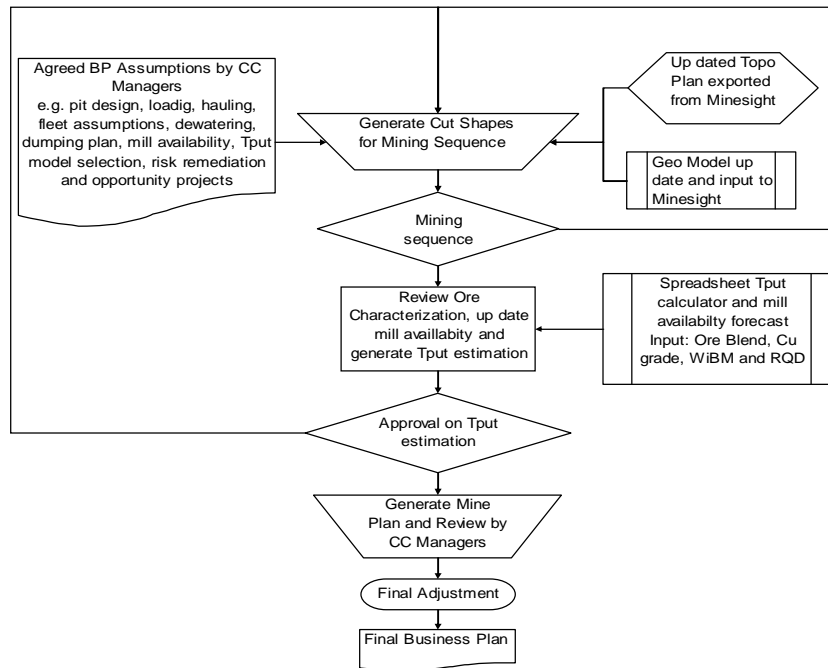 Agreed BP Assumptions by CC
Managers
e.g. pit design, loadig, hauling,
fleet assumptions, dewatering,
dumping plan, mill availability, Tput
model selection, risk remediation
and opportunity projects
Generate Cut Shapes
for Mining Sequence
Up dated Topo
Plan exported
from Minesight
Geo Model up
date and input to
Minesight
Mining
sequence
Review Ore
Characterization, up date
mill availlabity and
generate Tput estimation
Spreadsheet Tput
calculator and mill
availabilty forecast
Input: Ore Blend, Cu
grade, WiBM and RQD
Approval on Tput
estimation
Generate Mine
Plan and Review by
CC Managers
Final Adjustment
Final Business Plan